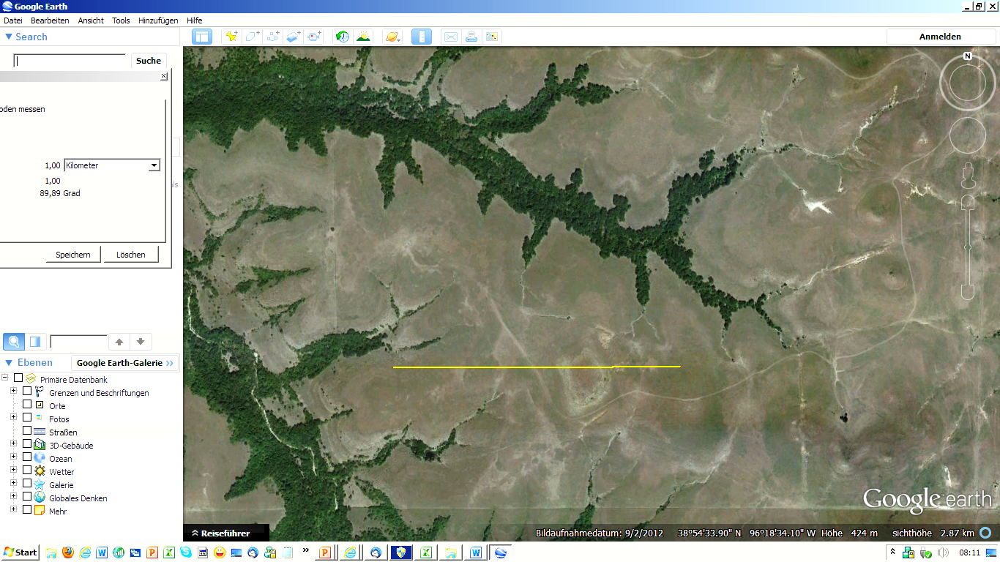 Google Earth
Datei Bearbeiten Ansicht Tools Hinzufügen Hilfe
Search
Anmelden
Suche
oden messen
1,00 Kilometer
1,00
als
89,89 Grad
Speichern Löschen
Ebenen Google Earth-Galerie >>
Primäre Datenbank
Grenzen und Beschriftungen
Orte
Fotos
Straßen
3D-Gebäude
Ozean
Wetter
Galerie
Globales Denken
Mehr
N
Google earth
Reiseführer
Bildaufnahmedatum: 9/2/2012 38°54'33.90" N 96°18'34.10" W Höhe 424 m sichthöhe 2.87 km
Start
08:11